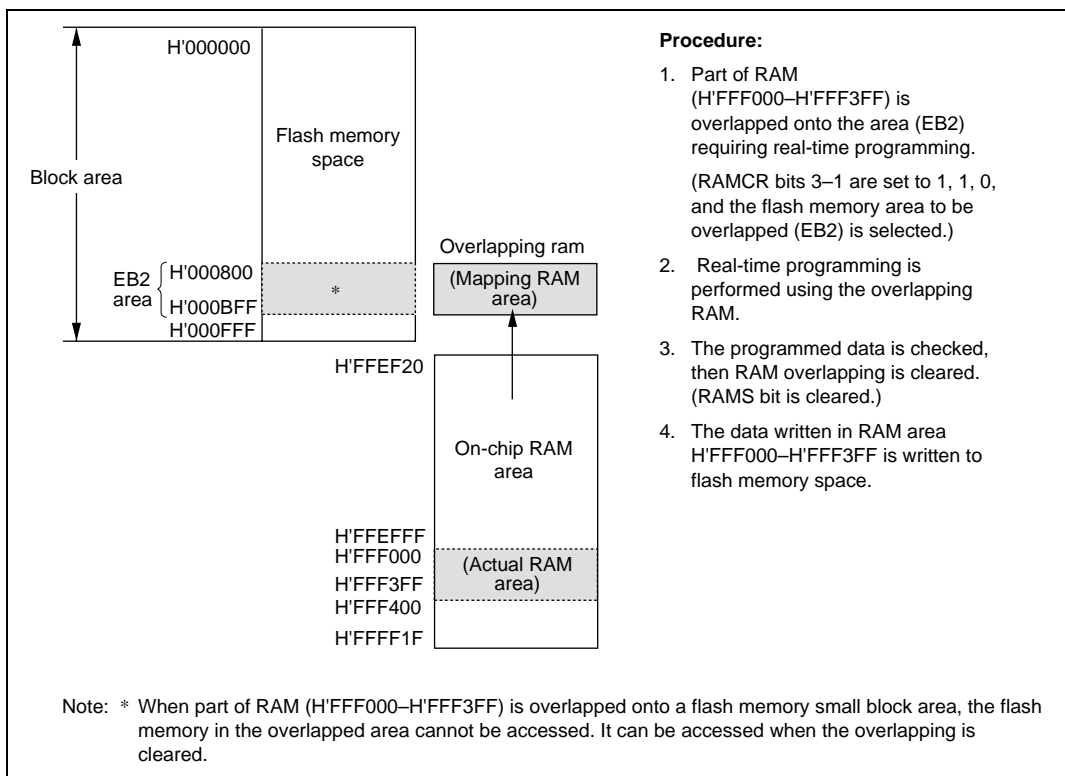 H'000000
Flash memory
space
Block area
EB2
area
H'000800
H'000BFF
H'000FFF
*
Overlapping ram
(Mapping RAM
area)
H'FFEF20
On-chip RAM
area
H'FFEFFF
H'FFF000
H'FFF3FF
H'FFF400
H'FFFF1F
(Actual RAM
area)
Procedure:
1. Part of RAM
(H'FFF000–H'FFF3FF) is
overlapped onto the area (EB2)
requiring real-time programming.
(RAMCR bits 3–1 are set to 1, 1, 0,
and the flash memory area to be
overlapped (EB2) is selected.)
2. Real-time programming is
performed using the overlapping
RAM.
3. The programmed data is checked,
then RAM overlapping is cleared.
(RAMS bit is cleared.)
4. The data written in RAM area
H'FFF000–H'FFF3FF is written to
flash memory space.
Note: * When part of RAM (H'FFF000–H'FFF3FF) is overlapped onto a flash memory small block area, the flash
memory in the overlapped area cannot be accessed. It can be accessed when the overlapping is
cleared.